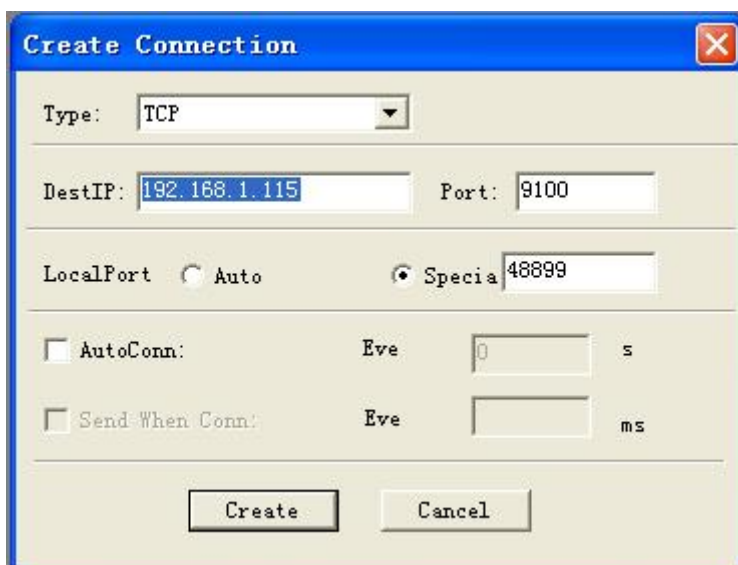 Create Connection
Type: TCP
DestIP: 192.168.1.115 Port: 9100
LocalPort Auto Specia 48899
AutoConn: Eve 0 s
Send When Conn: Eve ms
Create Cancel